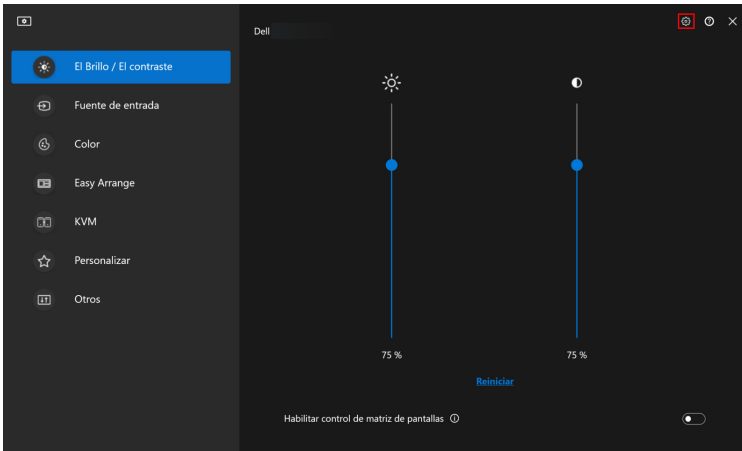 Dell
El Brillo / El contraste
Fuente de entrada
Color
Easy Arrange
KVM
Personalizar
Otros
75 %
75 %
Reiniciar
Habilitar control de matriz de pantallas